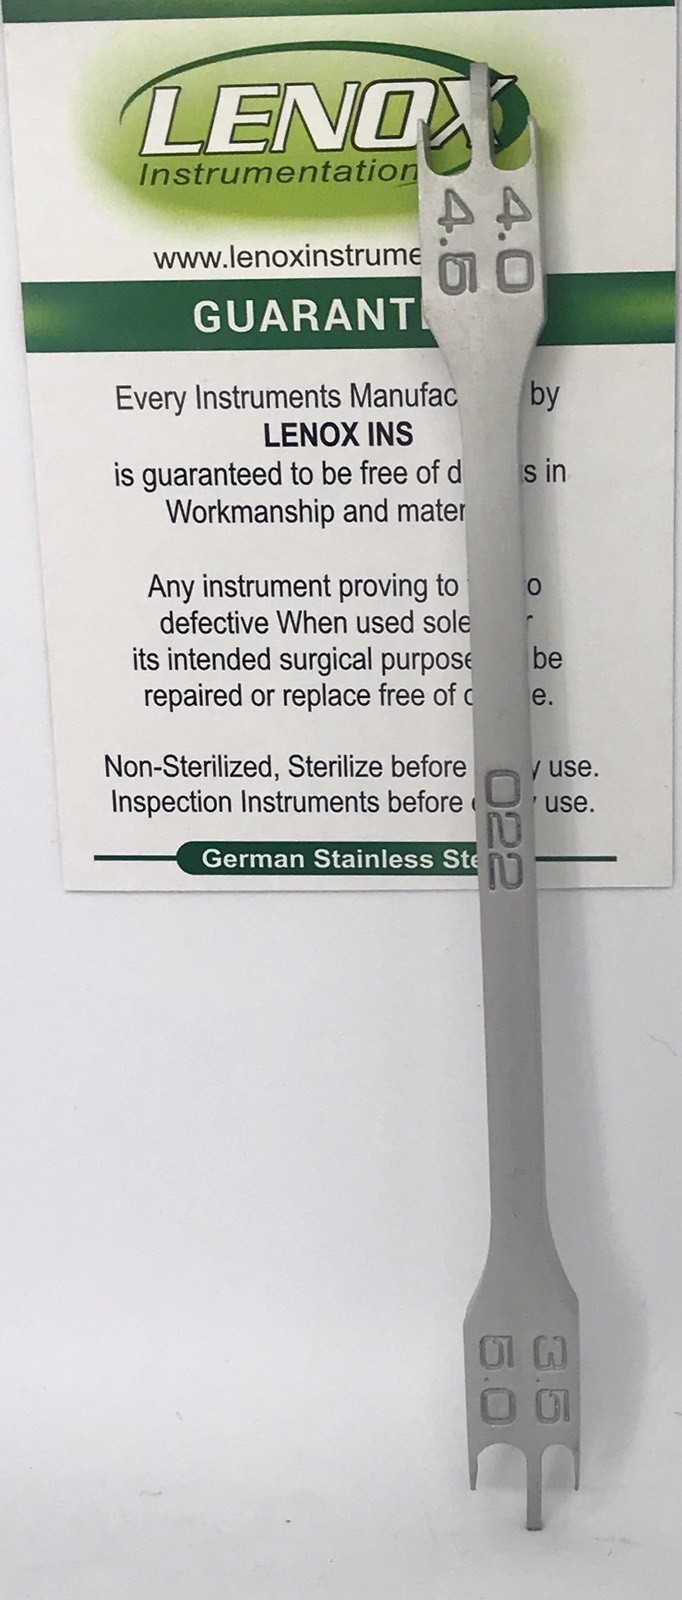 LENOX
Instrumentation
www.lenoxinstrume
GUARANT
Every Instruments Manufac by
LENOX INS
is guaranteed to be free of d s in
Workmanship and mater
Any instrument proving to o
defective When used sole r
its intended surgical purpose be
repaired or replace free of c e.
Non-Sterilized, Sterilize before y use.
Inspection Instruments before use.
German Stainless Ste
4.0
4.5
022
3.5
5.0